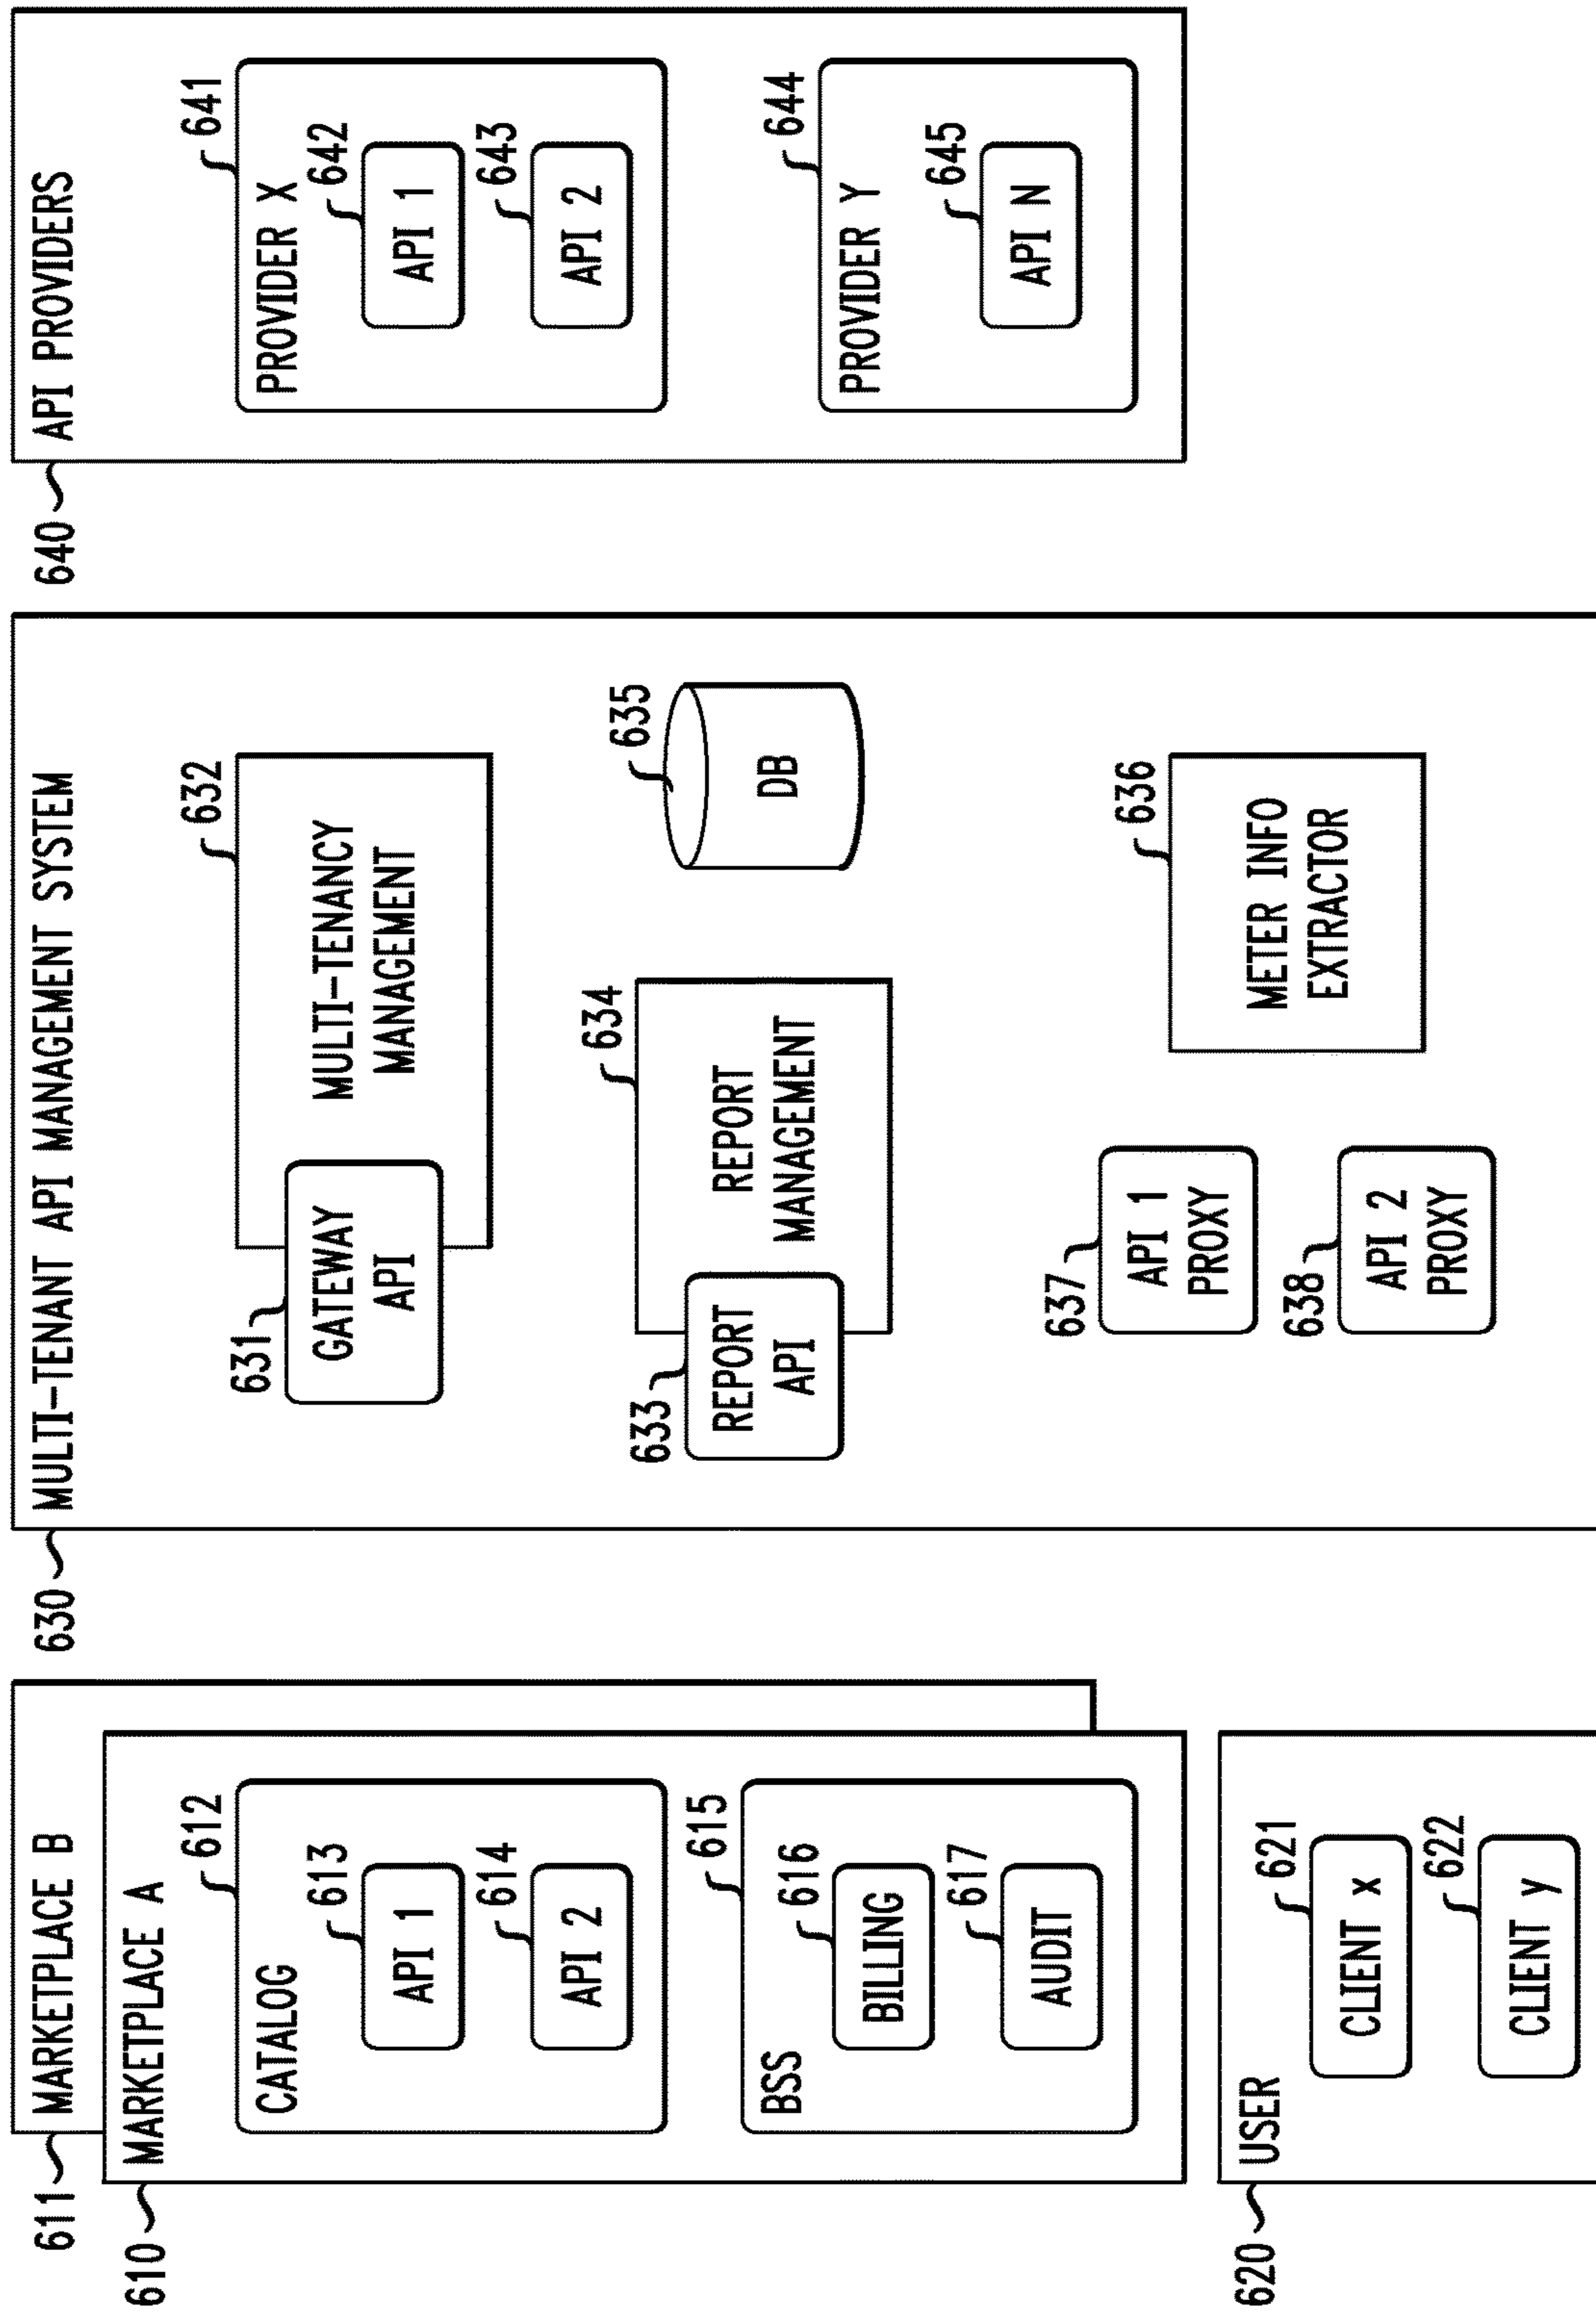 611
MARKETPLACE B
610
MARKETPLACE A
612
CATALOG
613
API 1
614
API 2
615
BSS
616
BILLING
617
AUDIT
620
USER
621
CLIENT x
622
CLIENT y
630
MULTI-TENANT API MANAGEMENT SYSTEM
631
GATEWAY
API
632
MULTI-TENANCY
MANAGEMENT
633
REPORT
API
634
REPORT
MANAGEMENT
635
DB
637
API 1
PROXY
638
API 2
PROXY
636
METER INFO
EXTRACTOR
640
API PROVIDERS
641
PROVIDER X
642
API 1
643
API 2
644
PROVIDER Y
645
API N